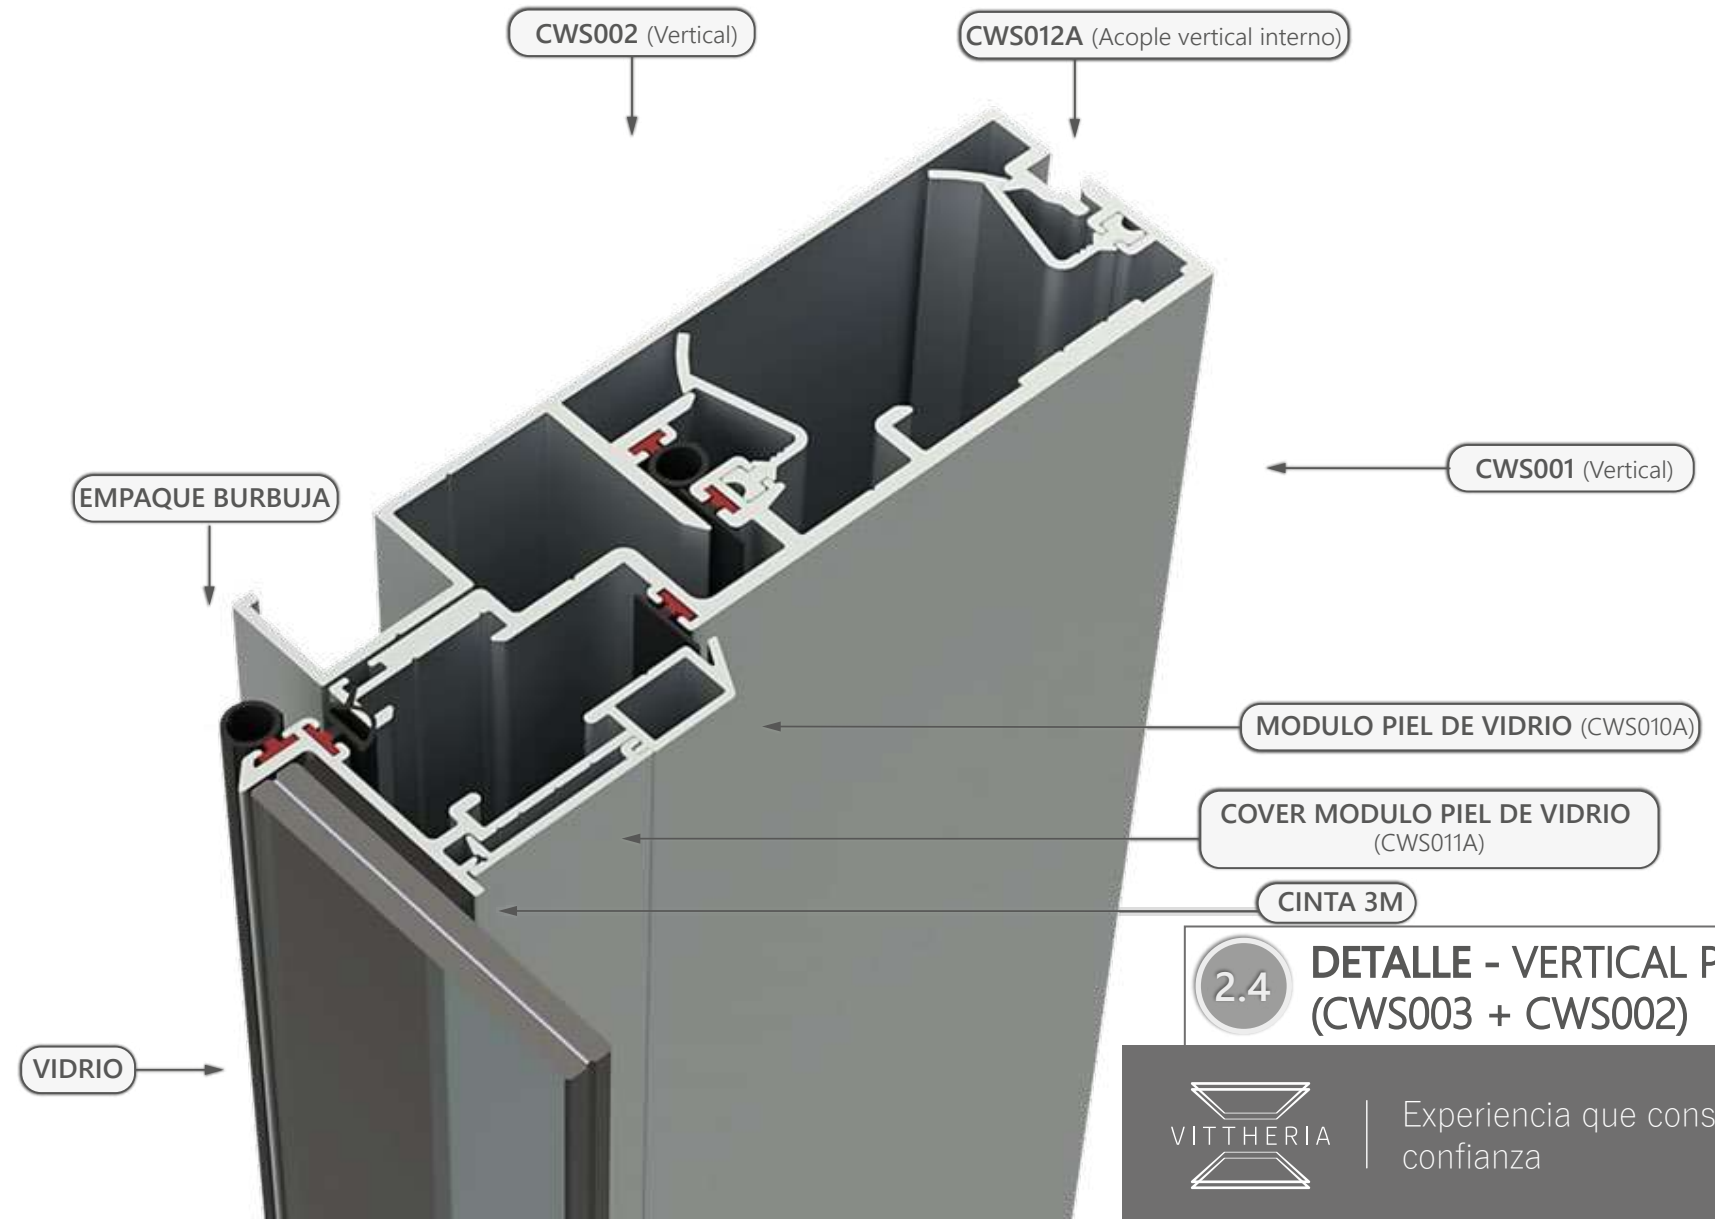 CWS002 (Vertical)
CWS012A (Acople vertical interno)
EMPAQUE BURBUJA
CWS001 (Vertical)
MODULO PIEL DE VIDRIO (CWS010A)
COVER MODULO PIEL DE VIDRIO
(CWS011A)
CINTA 3M
2.4
DETALLE - VERTICAL
(CWS003 + CWS002)
VIDRIO
VITTHERIA
Experiencia que
confianza